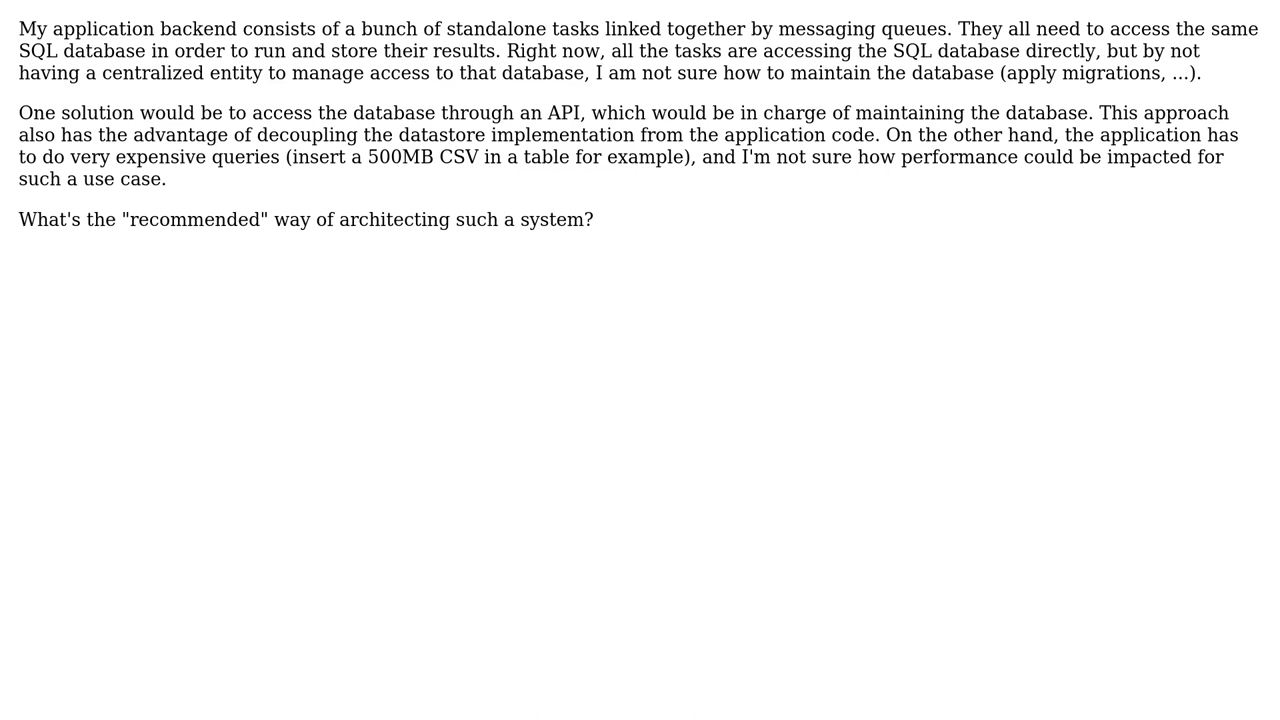 My application backend consists of a bunch of standalone tasks linked together by messaging queues. They all need to access the same
SQL database in order to run and store their results. Right now, all the tasks are accessing the SQL database directly, but by not
having a centralized entity to manage access to that database, I am not sure how to maintain the database (apply migrations, ...).
One solution would be to access the database through an API, which would be in charge of maintaining the database. This approach
also has the advantage of decoupling the datastore implementation from the application code. On the other hand, the application has
to do very expensive queries (insert a 500MB CSV in a table for example), and I'm not sure how performance could be impacted for
such a use case.
What's the "recommended" way of architecting such a system?